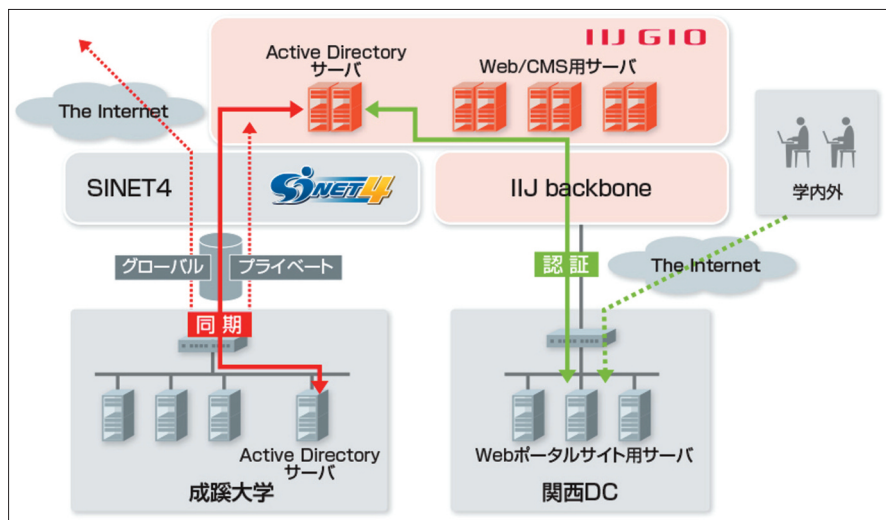 IIJ GIO
Active Directory
サーバ
Web/CMS用サーバ
The Internet
SINET4
SINET4
IIJ backbone
学内外
グローバル
プライベート
認証
The Internet
同期
Active Directory
サーバ
Webポータルサイト用サーバ
成蹊大学
関西DC